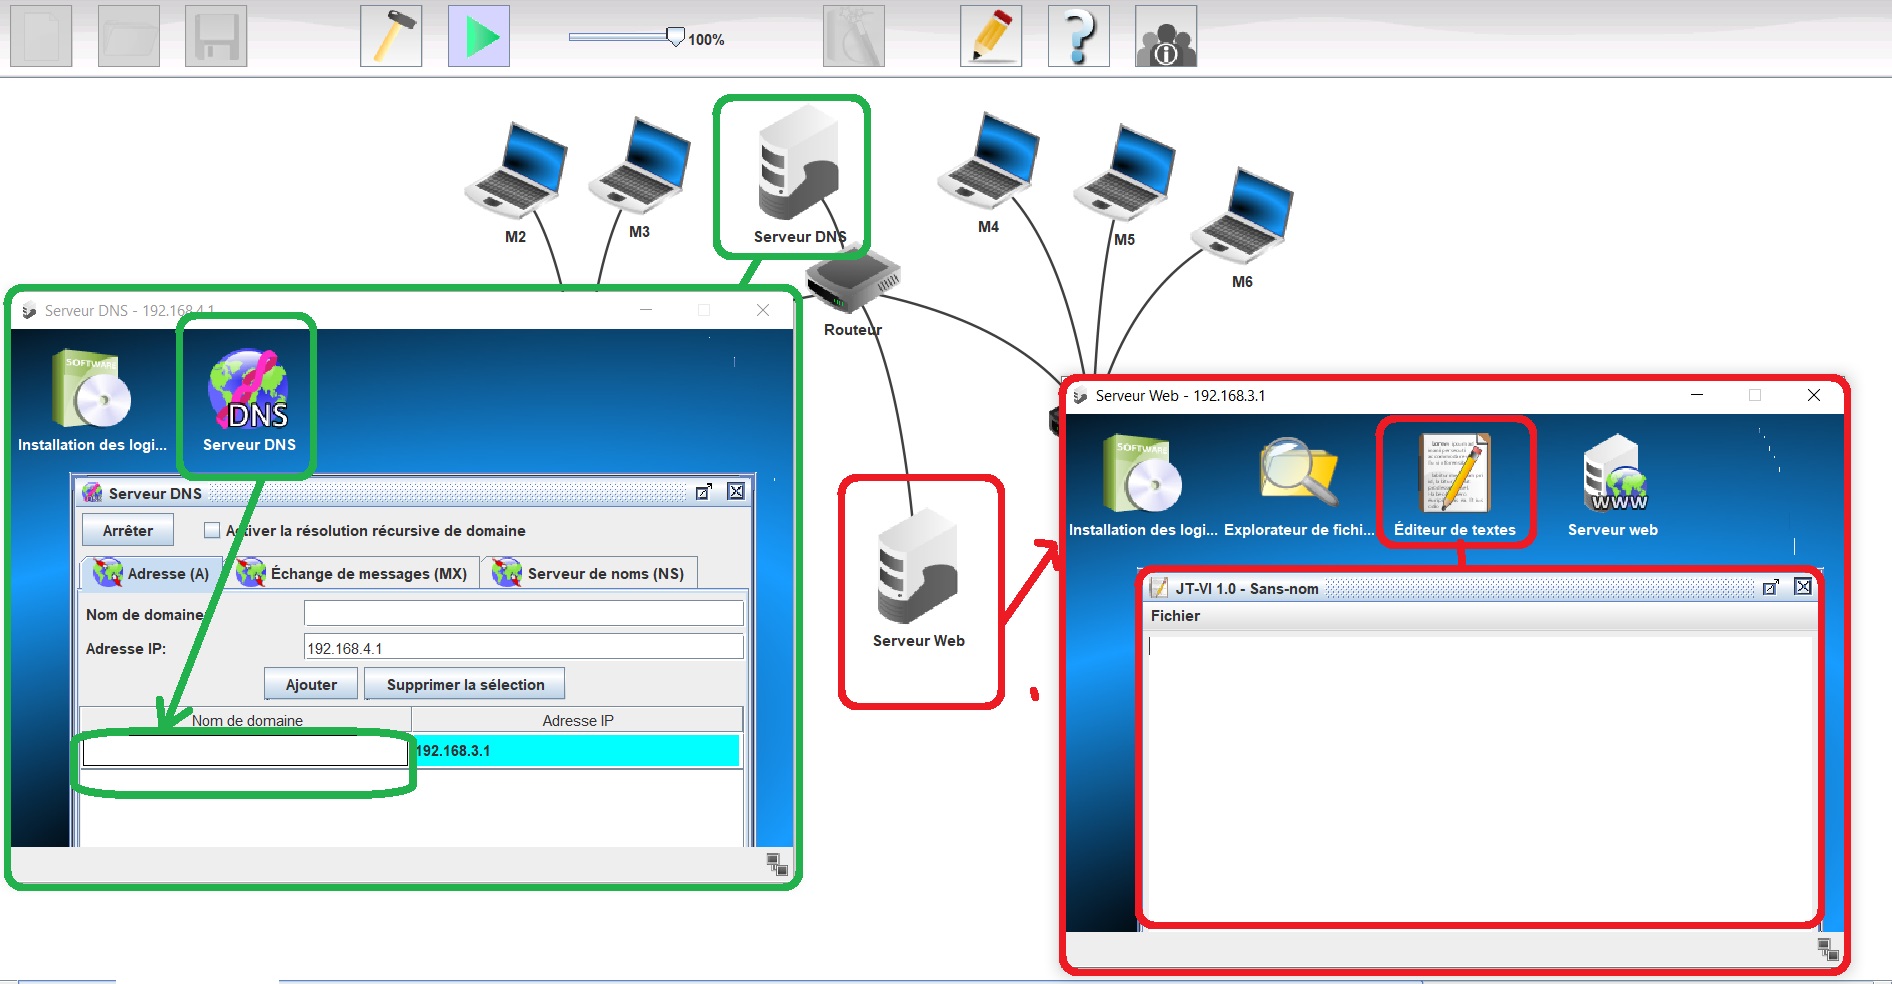 100%
M2
M3
Serveur DNS
M4
M5
M6
Routeur
Serveur DNS - 192.168.4.1
SOFTWARE
DNS
Installation des logi...
Serveur DNS
Serveur DNS
Arrêter
Activer la résolution récursive de domaine
Adresse (A)
Échange de messages (MX)
Serveur de noms (NS)
Nom de domaine
Adresse IP:
192.168.4.1
Ajouter
Supprimer la sélection
Nom de domaine
Adresse IP
192.168.3.1
Serveur Web
Serveur Web - 192.168.3.1
SOFTWARE
WWW
Installation des logi...
Explorateur de fichi...
Éditeur de textes
Serveur web
JT-VI 1.0 - Sans-nom
Fichier